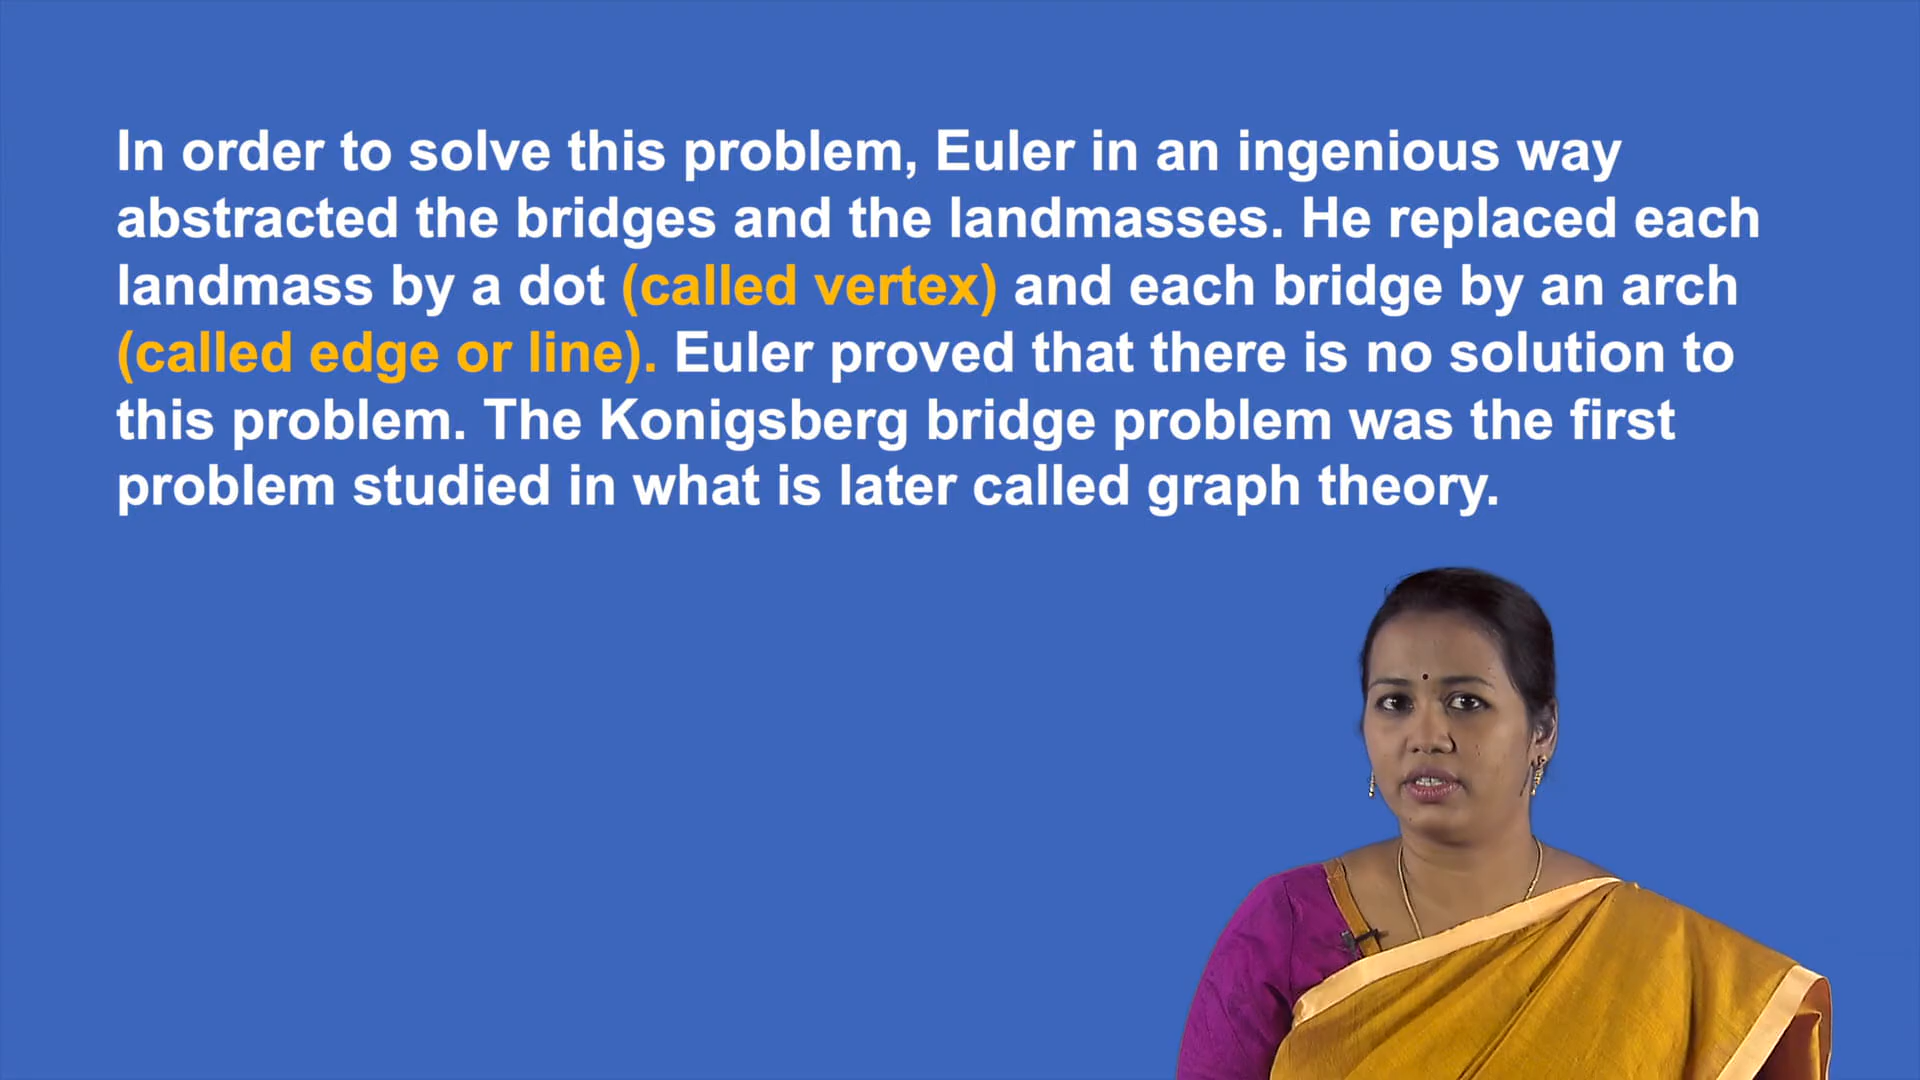 In order to solve this problem, Euler in an ingenious way
abstracted the bridges and the landmasses. He replaced each
landmass by a dot (called vertex) and each bridge by an arch
(called edge or line). Euler proved that there is no solution to
this problem. The Konigsberg bridge problem was the first
problem studied in what is later called graph theory.